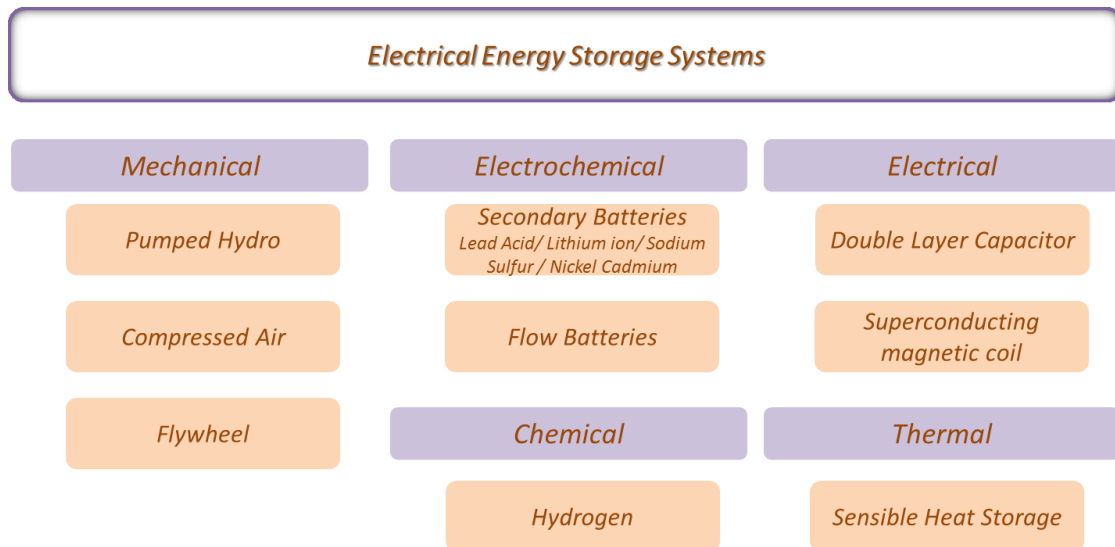 Electrical Energy Storage Systems
Mechanical
Pumped Hydro
Compressed Air
Flywheel
Electrochemical
Secondary Batteries
Lead Acid/ Lithium ion/ Sodium
Sulfur / Nickel Cadmium
Flow Batteries
Chemical
Hydrogen
Electrical
Double Layer Capacitor
Superconducting
magnetic coil
Thermal
Sensible Heat Storage